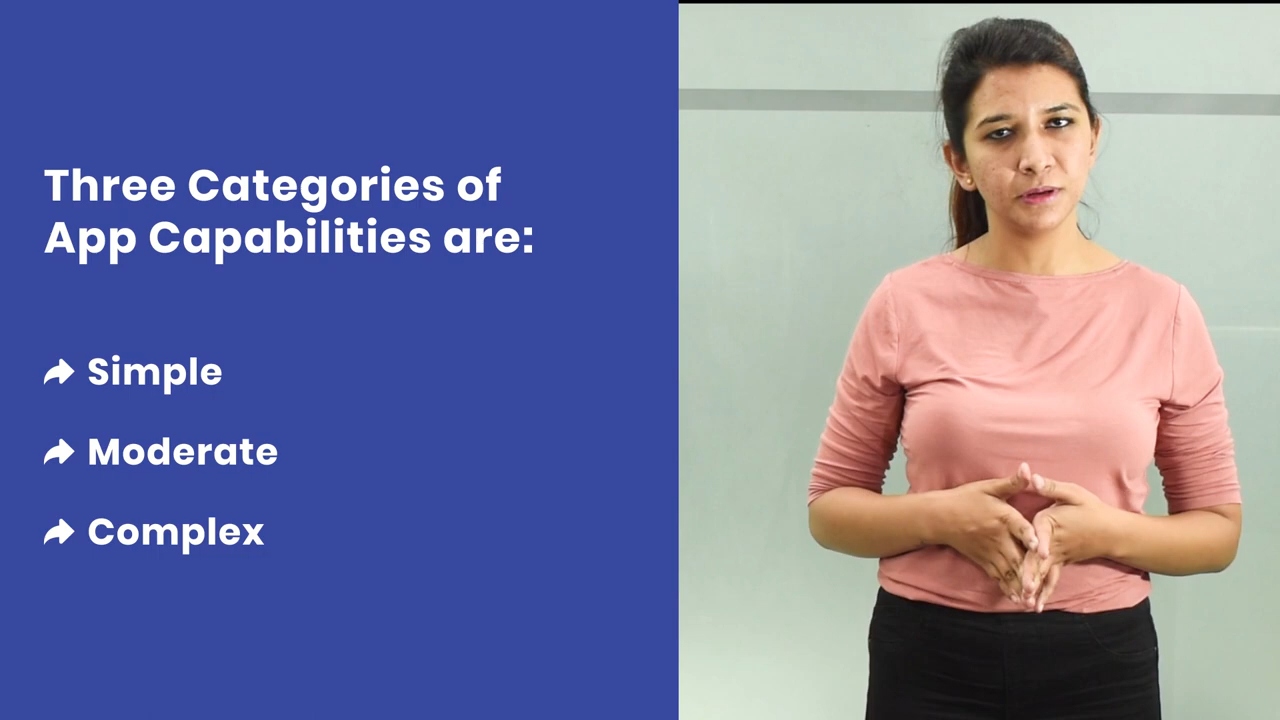 Three Categories of
App Capabilities are:
Simple
Moderate
Complex